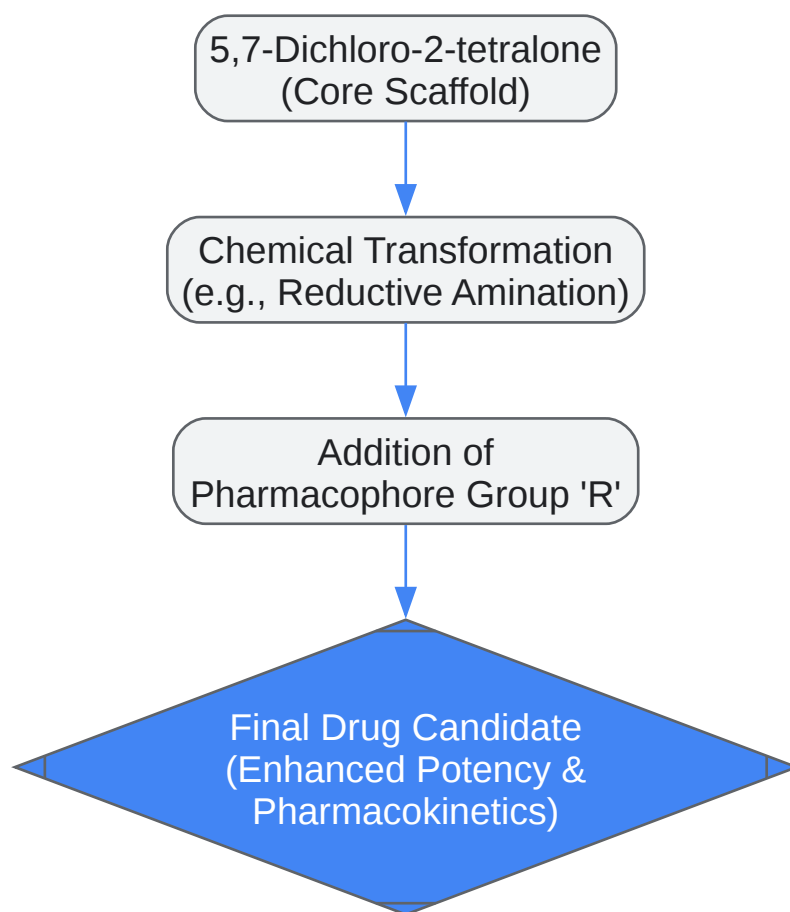 5,7-Dichloro-2-tetralone
(Core Scaffold)
Chemical Transformation
(e.g., Reductive Amination)
Addition of
Pharmacophore Group 'R'
Final Drug Candidate
(Enhanced Potency &
Pharmacokinetics)